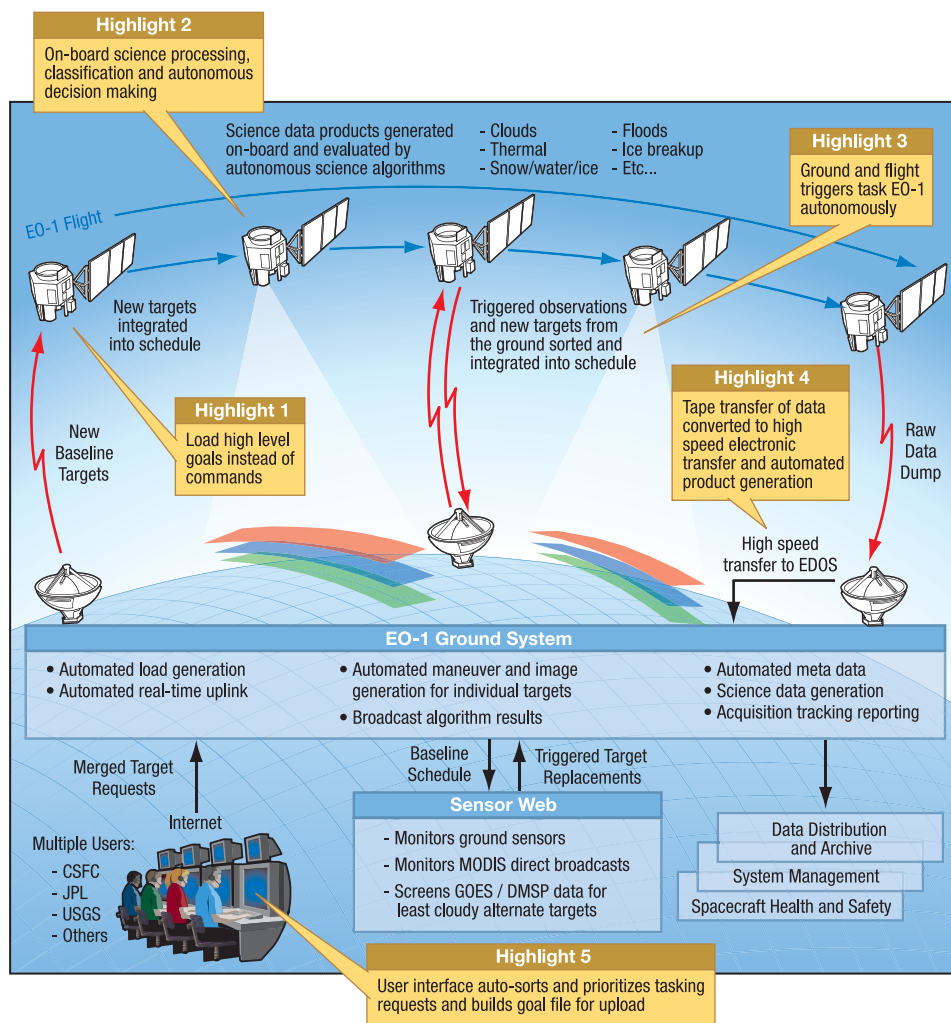 Highlight 2
On-board science processing,
classification and autonomous
decision making
Science data products generated
on-board and evaluated by
autonomous science algorithms
- Clouds
- Thermal
- Snow/water/ice
- Floods
- Ice breakup
- Etc...
Highlight 3
Ground and flight
triggers task EO-1
autonomously
EO-1 Flight
New targets
integrated
into schedule
Triggered observations
and new targets from
the ground sorted and
integrated into schedule
Highlight 1
Load high level
goals instead of
commands
New
Baseline
Targets
Highlight 4
Tape transfer of data
converted to high
speed electronic
transfer and automated
product generation
Raw
Data
Dump
High speed
transfer to EDOS
EO-1 Ground System
• Automated load generation
• Automated real-time uplink
• Automated maneuver and image
generation for individual targets
• Broadcast algorithm results
• Automated meta data
• Science data generation
• Acquisition tracking reporting
Merged Target
Requests
Baseline
Schedule
Triggered Target
Replacements
Internet
Multiple Users:
- CSFC
- JPL
- USGS
- Others
Sensor Web
- Monitors ground sensors
- Monitors MODIS direct broadcasts
- Screens GOES / DMSP data for
least cloudy alternate targets
Data Distribution
and Archive
System Management
Spacecraft Health and Safety
Highlight 5
User interface auto-sorts and prioritizes tasking
requests and builds goal file for upload